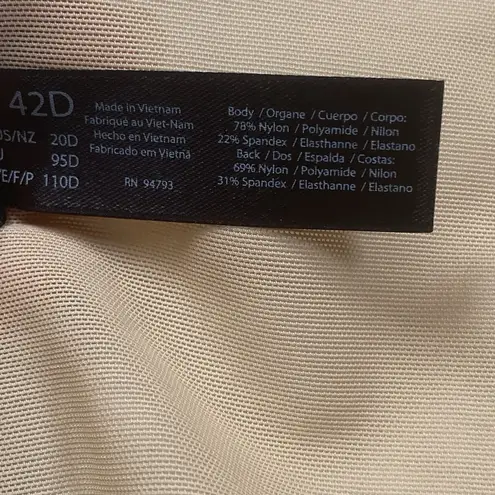 42D
Made in Vietnam
Fabriqué au Viet-Nam
Hecho en Vietnam
Fabricado em Vietnã
RN 94793
S/NZ 20D
95D
/E/F/P 110D
Body / Organe / Cuerpo / Corpo:
78% Nylon / Polyamide / Nilon
22% Spandex / Elasthanne / Elastano
Back / Dos / Espalda / Costas:
69% Nylon / Polyamide / Nilon
31% Spandex / Elasthanne / Elastano